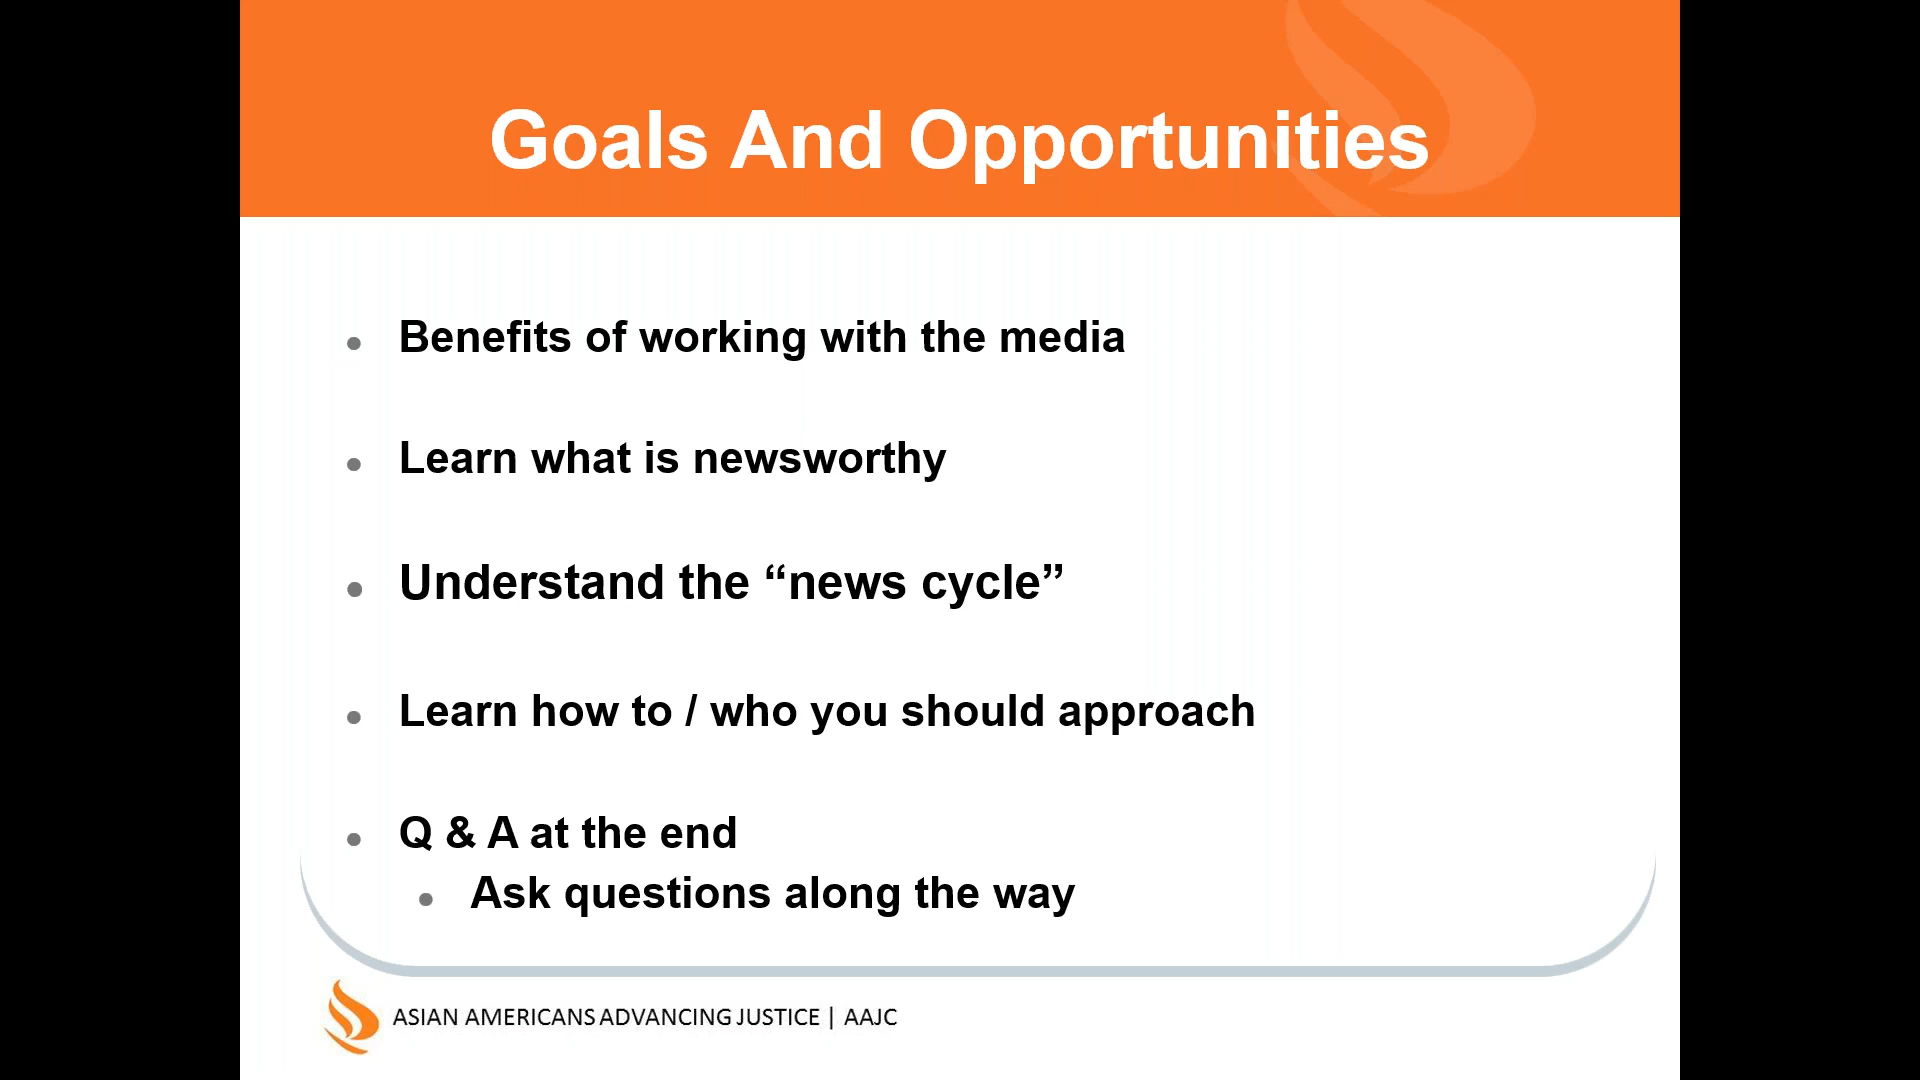 Goals And Opportunities
Benefits of working with the media
Learn what is newsworthy
Understand the “news cycle”
Learn how to / who you should approach
Q & A at the end
Ask questions along the way
ASIAN AMERICANS ADVANCING JUSTICE | AAJC